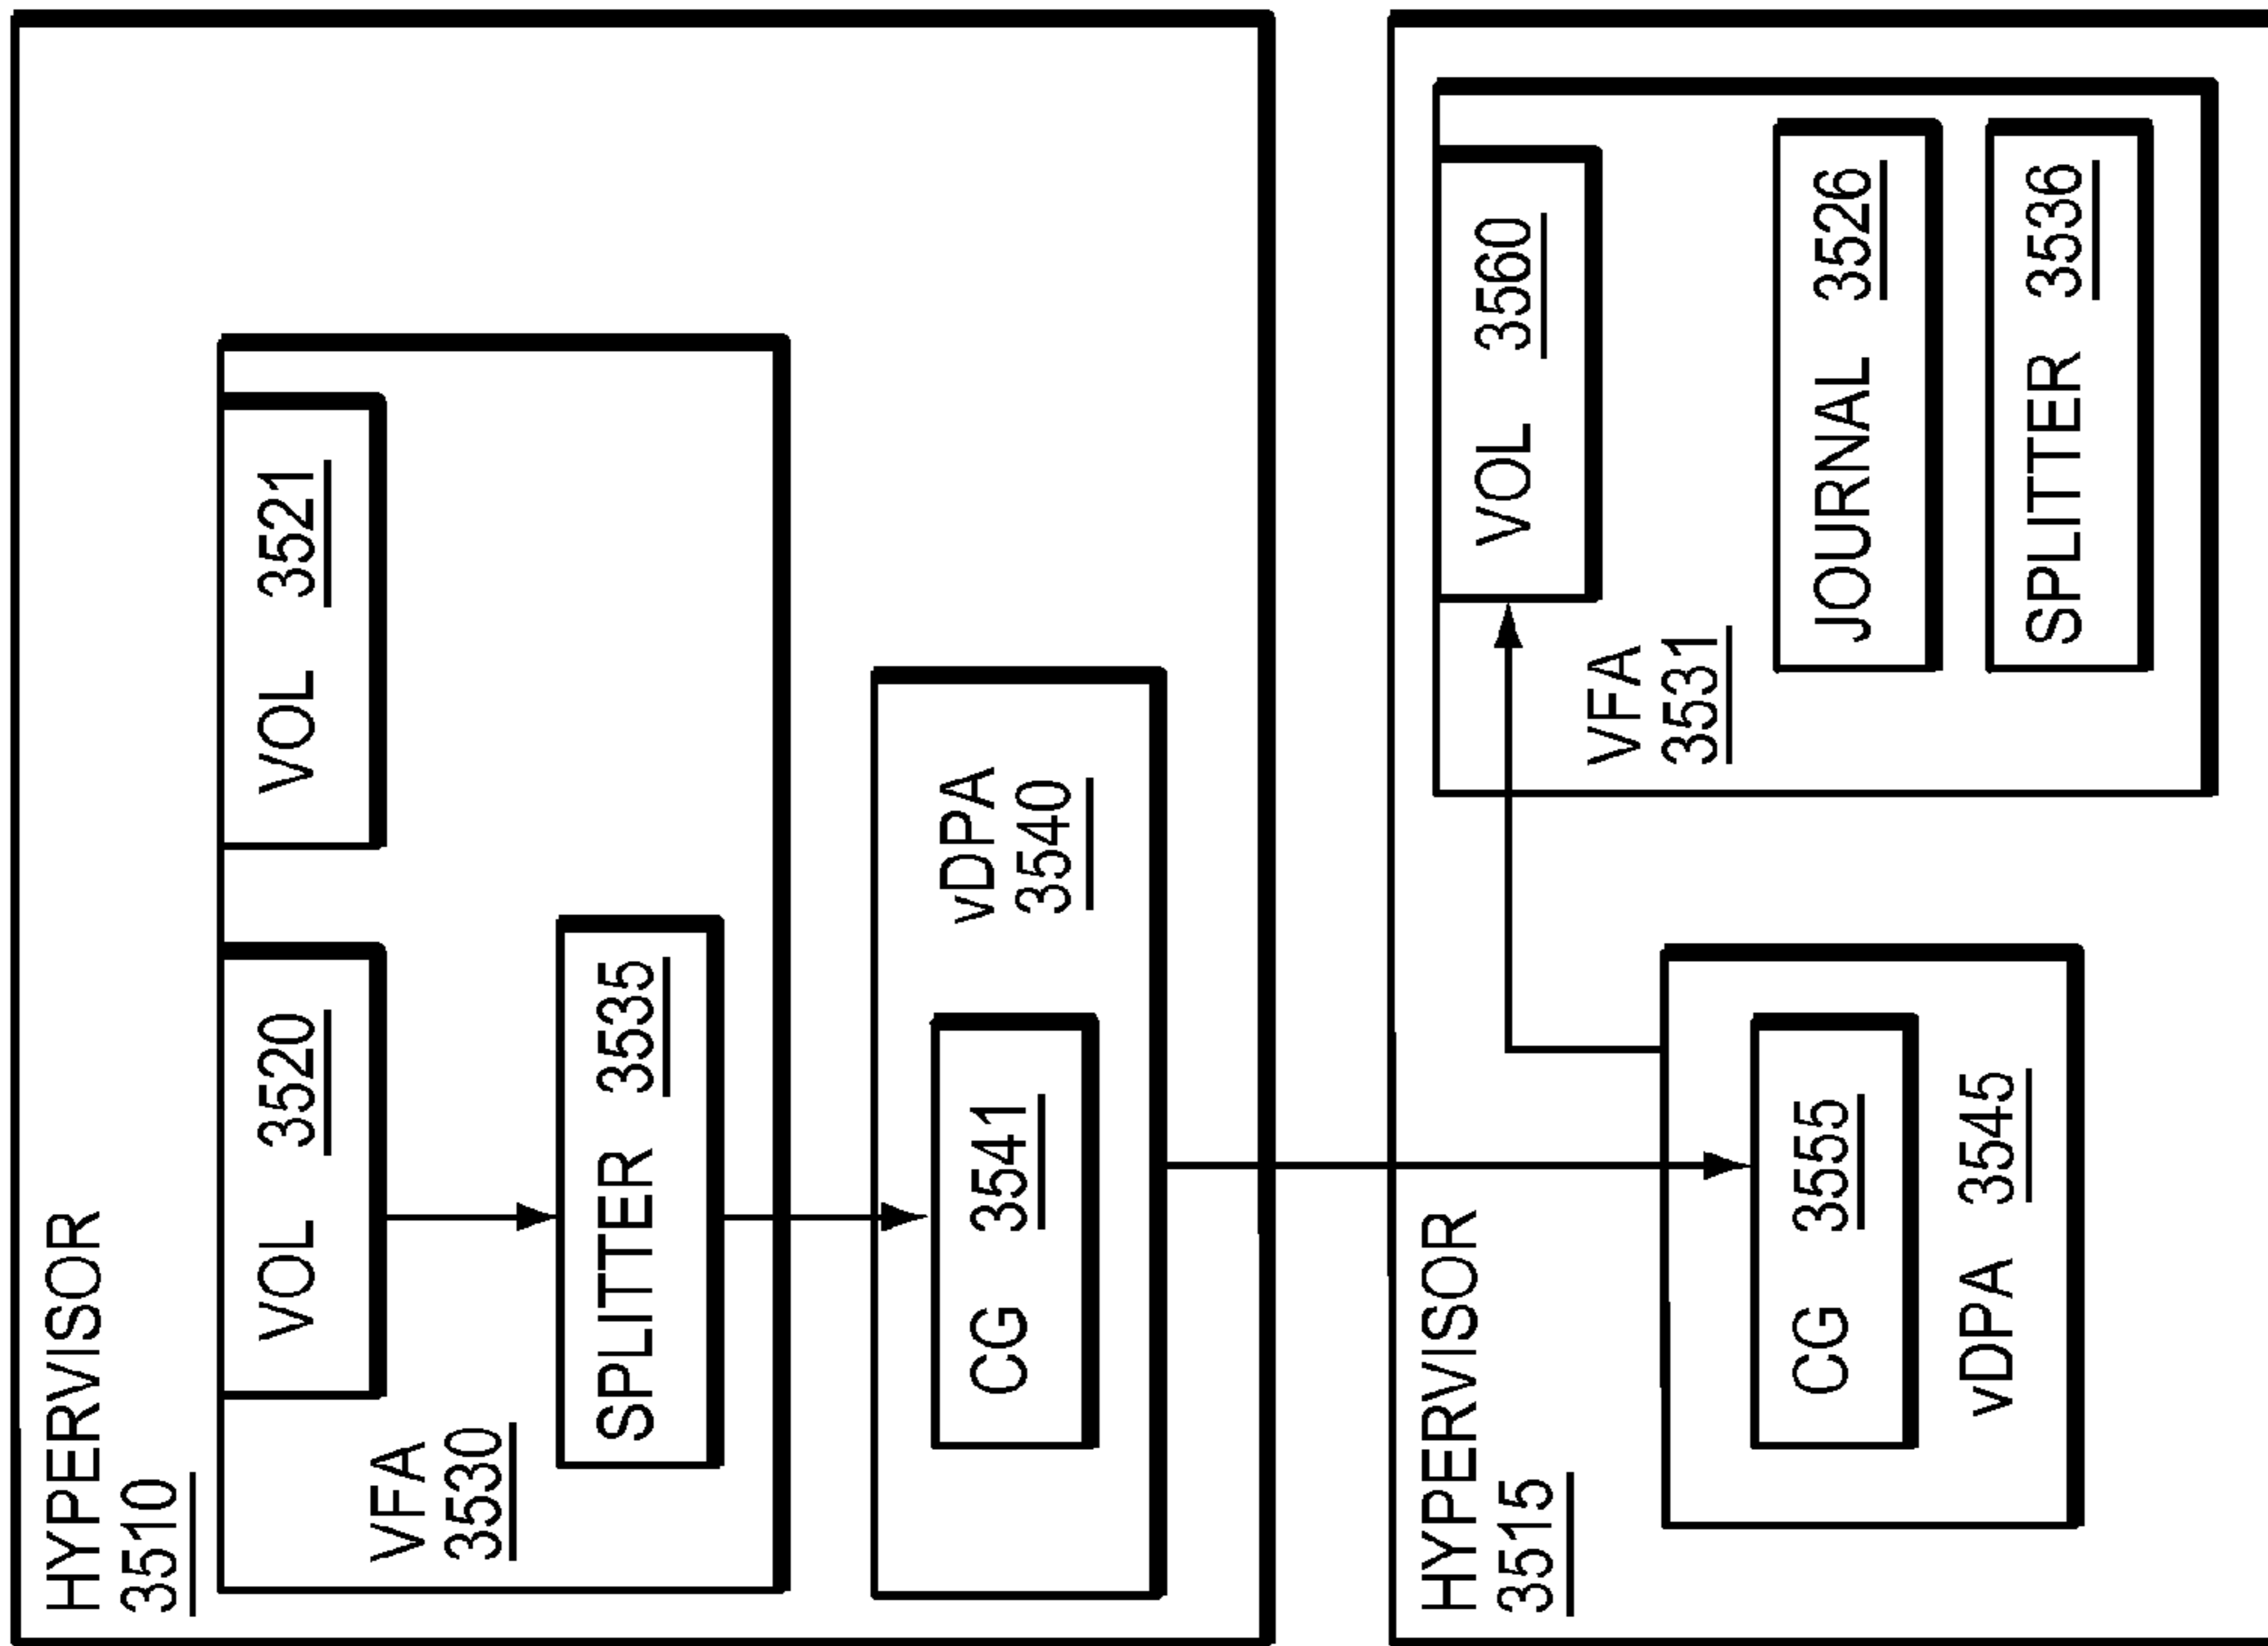 HYPERVISOR
3510
VOL 3520
VOL 3521
VFA
3530
SPLITTER 3535
CG 3541
vDPA
3540
HYPERVISOR
3515
VOL 3560
VFA
3531
JOURNAL 3526
SPLITTER 3536
CG 3555
vDPA 3545